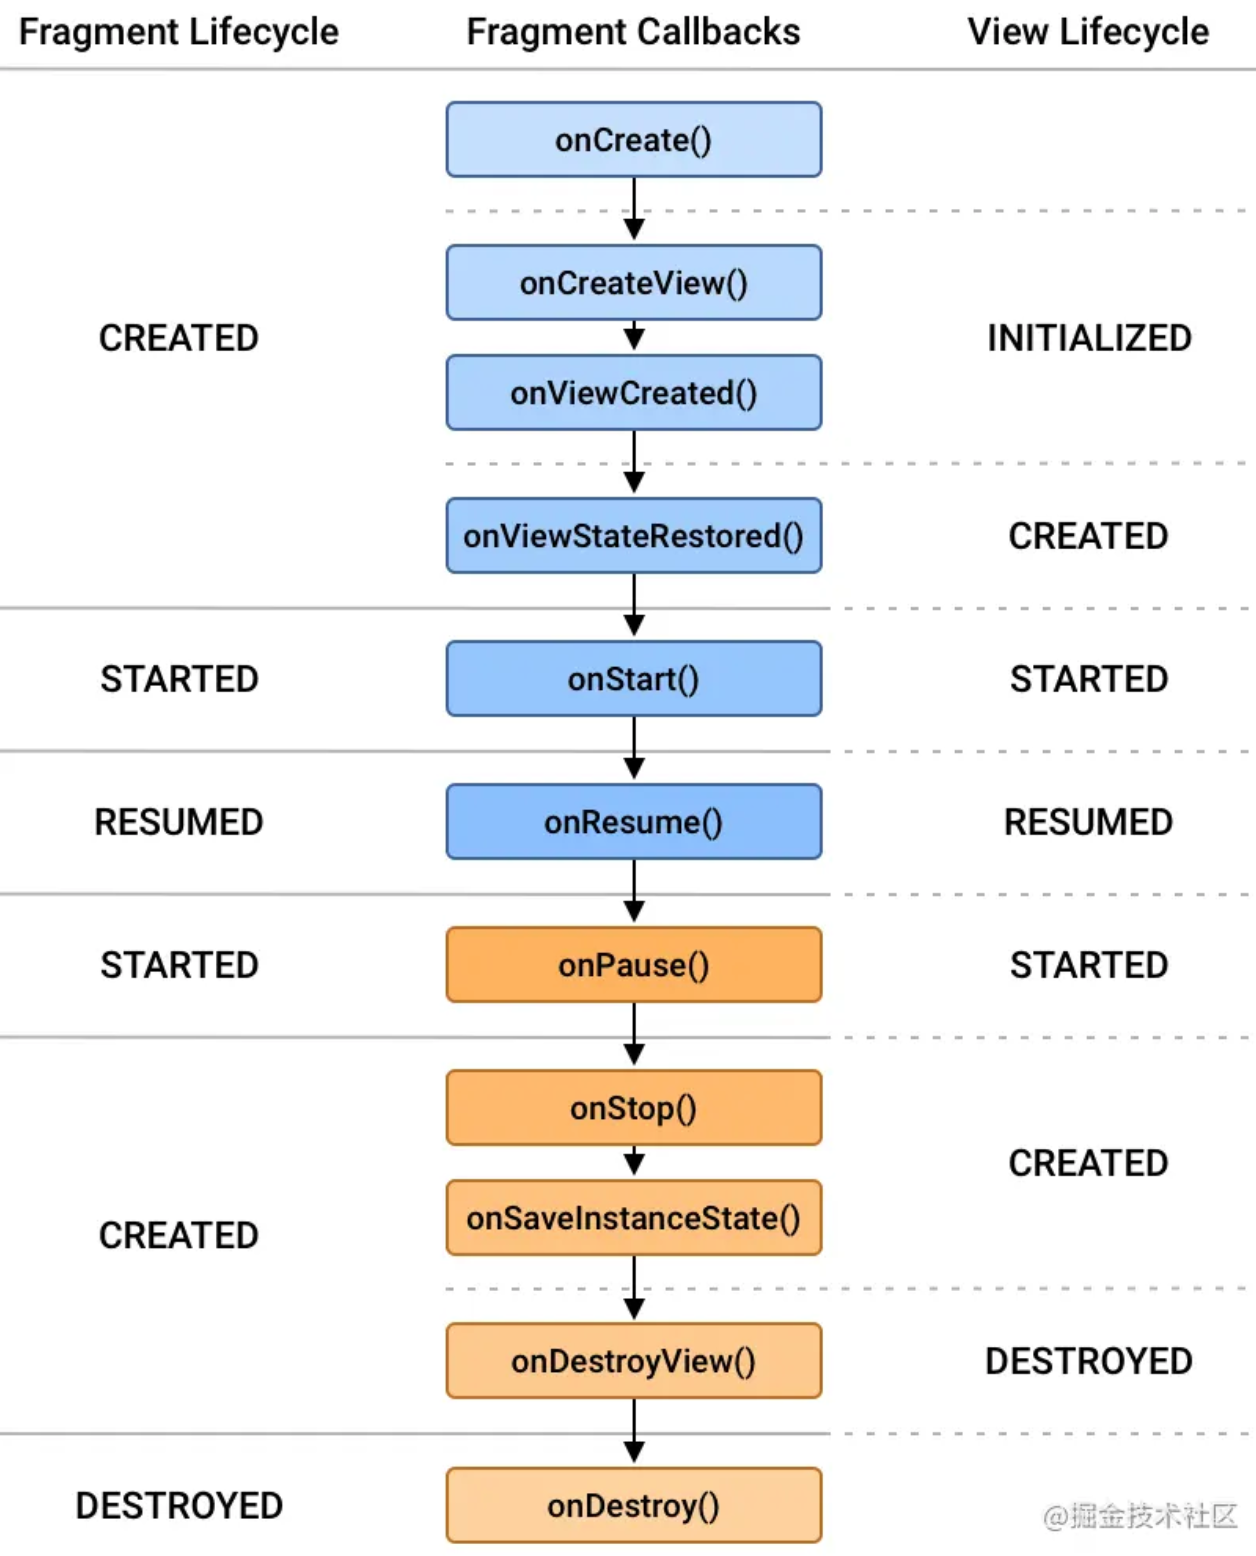 Fragment Lifecycle Fragment Callbacks View Lifecycle
onCreate()
onCreateView()
CREATED INITIALIZED
onViewCreated()
onViewStateRestored() CREATED
STARTED onStart() STARTED
RESUMED onResume() RESUMED
STARTED onPause() STARTED
onStop()
CREATED
onSaveInstanceState()
CREATED
onDestroyView() DESTROYED
DESTROYED onDestroy()
@掘金技术社区